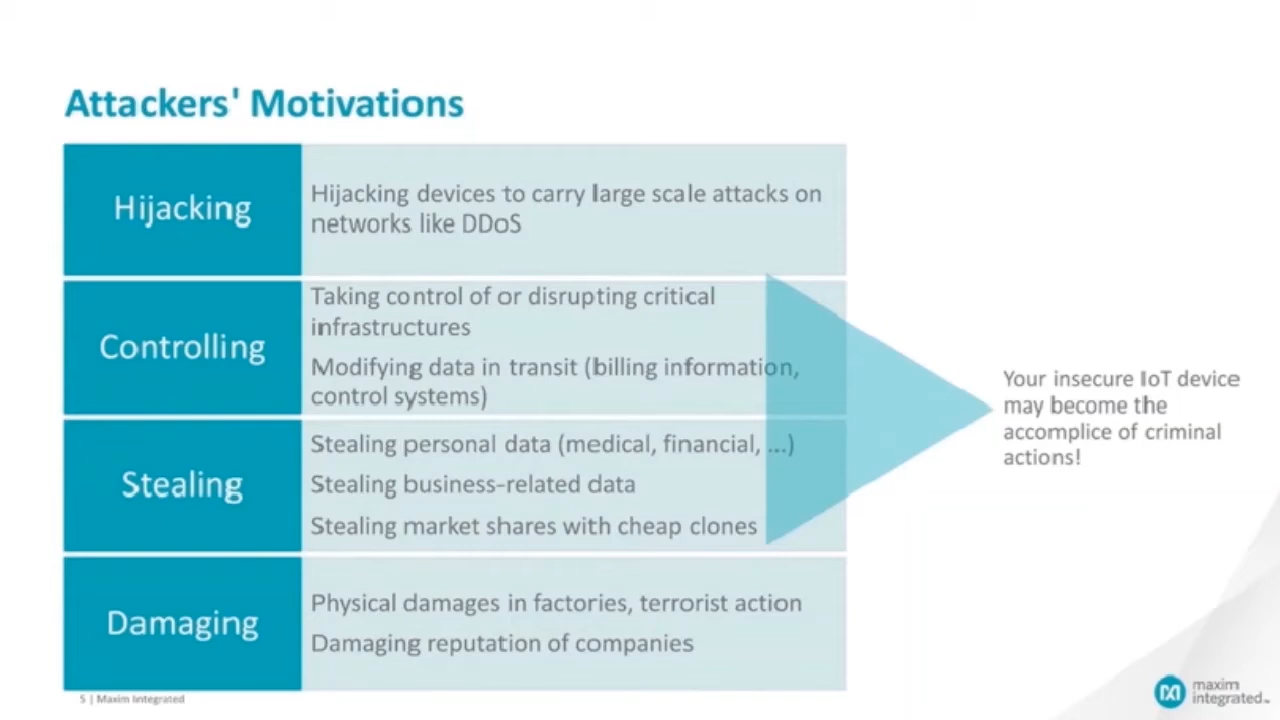 Attackers' Motivations
Hijacking
Hijacking devices to carry large scale attacks on
networks like DDoS
Controlling
Taking control of or disrupting critical
infrastructures
Modifying data in transit (billing information,
control systems)
Stealing
Stealing personal data (medical, financial, ...)
Stealing business-related data
Stealing market shares with cheap clones
Damaging
Physical damages in factories, terrorist action
Damaging reputation of companies
Your insecure IoT device
may become the
accomplice of criminal
actions!
5 | Maxim Integrated
maxim
integrated™